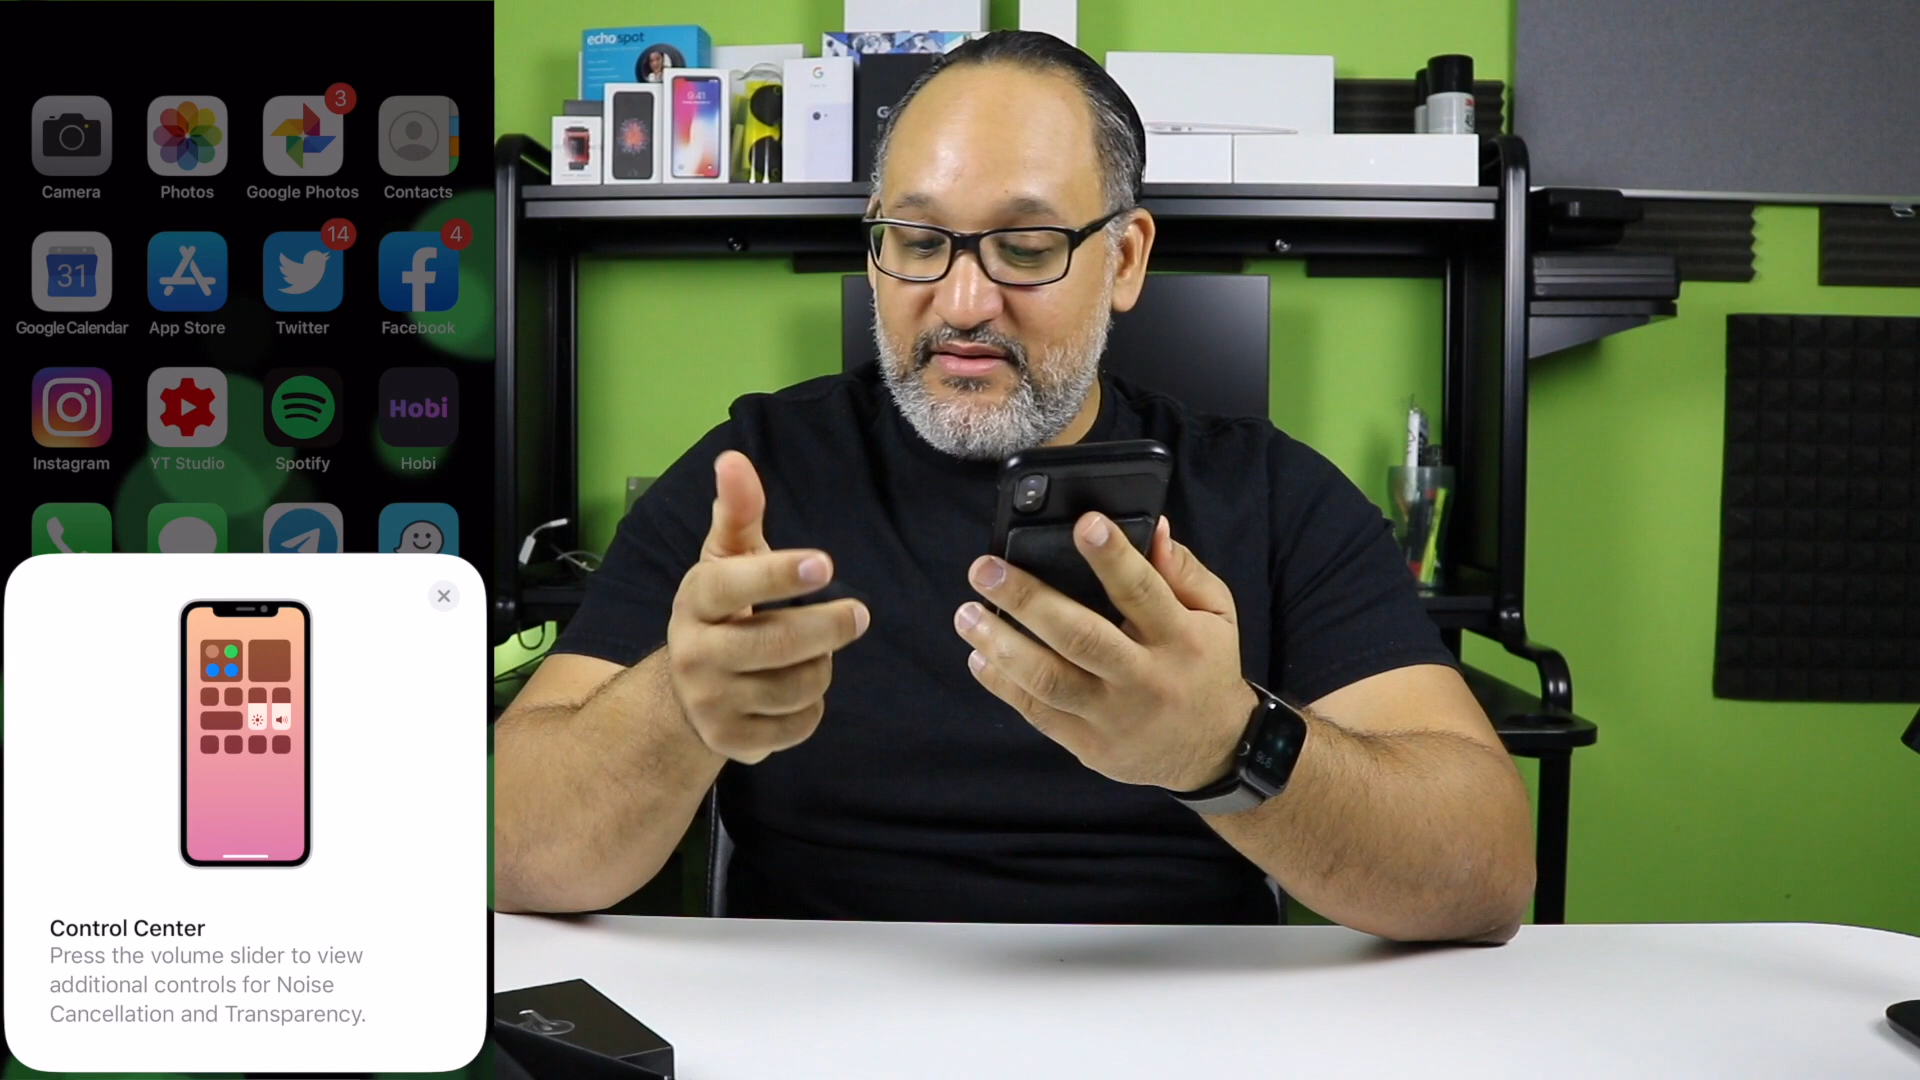 3
Camera
Photos
Google Photos
Contacts
31
14
4
Google Calendar
App Store
Twitter
Facebook
Hobi
Instagram
YT Studio
Spotify
Hobi
Control Center
Press the volume slider to view
additional controls for Noise
Cancellation and Transparency.
echo spot
9:41
G
G